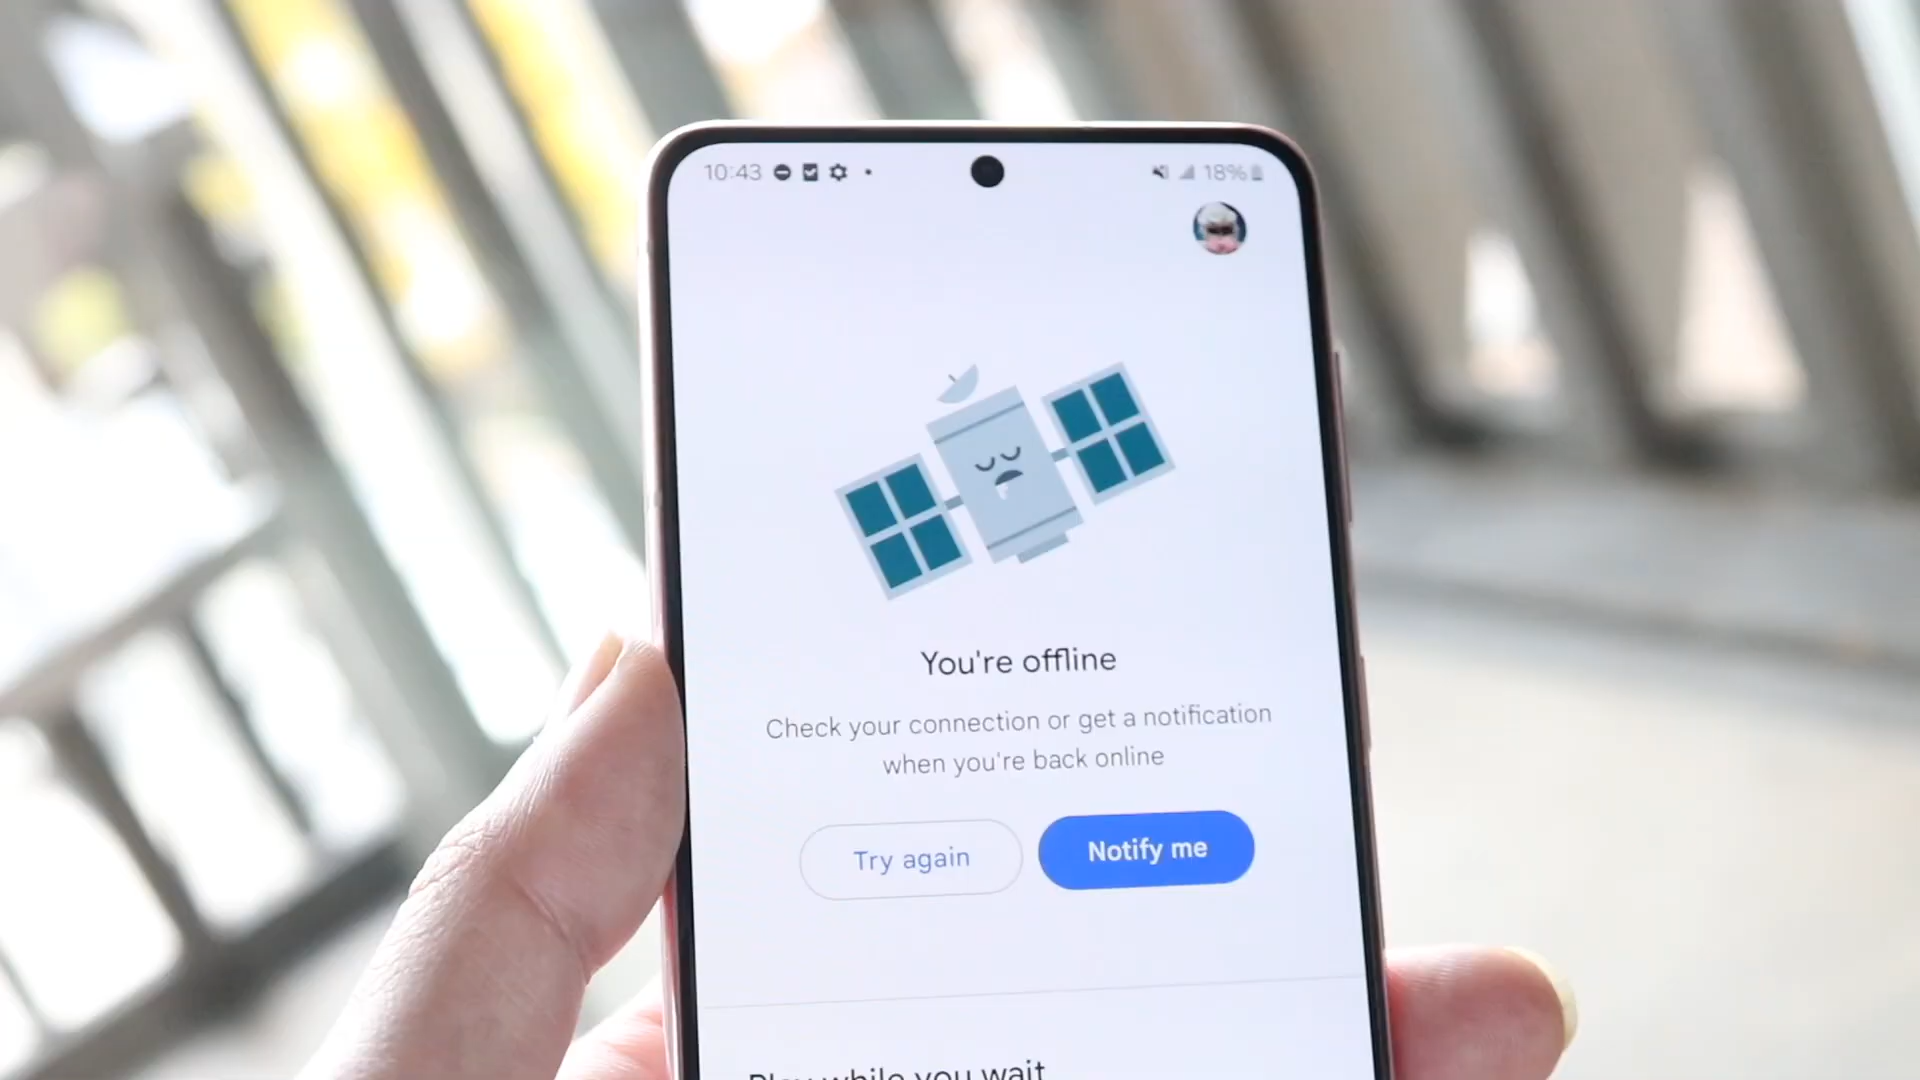 10:43
18%
You're offline
Check your connection or get a notification
when you're back online
Try again
Notify me
Play while you wait